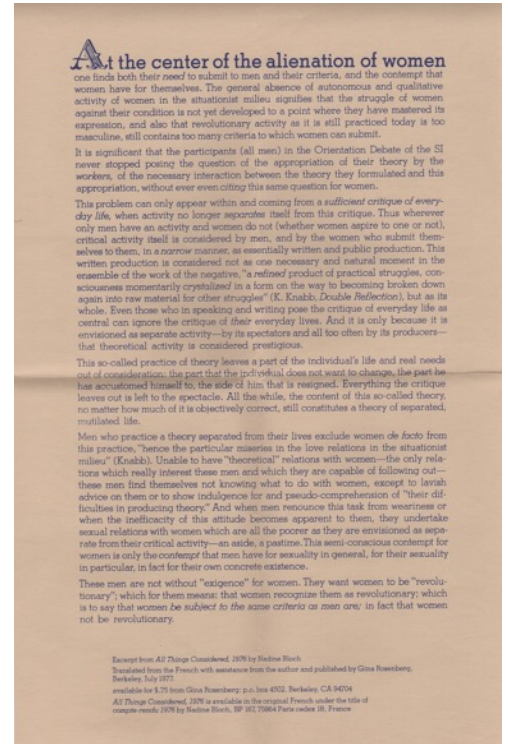 At the center of the alienation of women
one finds both their need to submit to men and their criteria, and the contempt that
women have for themselves. The general absence of autonomous and qualitative
activity of women in the situationist milieu signifies that the struggle of women
against their condition is not yet developed to a point where they have mastered its
expression, and also that revolutionary activity as it is still practiced today is too
masculine, still contains too many criteria to which women can submit.
It is significant that the participants (all men) in the Orientation Debate of the SI
never stopped posing the question of the appropriation of their theory by the
workers, of the necessary interaction between the theory they formulated and this
appropriation, without ever even citing this same question for women.
This problem can only appear within and coming from a sufficient critique of every-
day life, when activity no longer separates itself from this critique. Thus wherever
only men have an activity and women do not (whether women aspire to one or not),
critical activity itself is considered by men, and by the women who submit them-
selves to them, in a narrow manner, as essentially written and public production. This
written production is considered not as one necessary and natural moment in the
ensemble of the work of the negative, "a refined product of practical struggles, con-
sciousness momentarily crystalized in a form on the way to becoming broken down
again into raw material for other struggles" (K. Knabb, Double Reflection), but as its
whole. Even those who in speaking and writing pose the critique of everyday life as
central can ignore the critique of their everyday lives. And it is only because it is
envisioned as separate activity—by its spectators and all too often by its producers—
that theoretical activity is considered prestigious.
This so-called practice of theory leaves a part of the individual's life and real needs
out of consideration: the part that the individual does not want to change, the part he
has accustomed himself to, the side of him that is resigned. Everything the critique
leaves out is left to the spectacle. All the while, the content of this so-called theory,
no matter how much of it is objectively correct, still constitutes a theory of separated,
mutilated life.
Men who practice a theory separated from their lives exclude women de facto from
this practice, "hence the particular miseries in the love relations in the situationist
milieu" (Knabb). Unable to have "theoretical" relations with women—the only rela-
tions which really interest these men and which they are capable of following out—
these men find themselves not knowing what to do with women, except to lavish
advice on them or to show indulgence for and pseudo-comprehension of "their dif-
ficulties in producing theory." And when men renounce this task from weariness or
when the inefficacity of this attitude becomes apparent to them, they undertake
sexual relations with women which are all the poorer as they are envisioned as sepa-
rate from their critical activity—an aside, a pastime. This semi-conscious contempt for
women is only the contempt that men have for sexuality in general, for their sexuality
in particular, in fact for their own concrete existence.
These men are not without "exigence" for women. They want women to be "revolu-
tionary"; which for them means: that women recognize them as revolutionary; which
is to say that women be subject to the same criteria as men are; in fact that women
not be revolutionary.
Excerpt from All Things Considered, 1976 by Nadine Bloch
Translated from the French with assistance from the author and published by Gina Rosenberg,
Berkeley, July 1977.
available for $.75 from Gina Rosenberg: p.o. box 4502, Berkeley, CA 94704
All Things Considered, 1976 is available in the original French under the title of
compte-rendu 1976 by Nadine Bloch, BP 167, 75864 Paris cedex 18, France